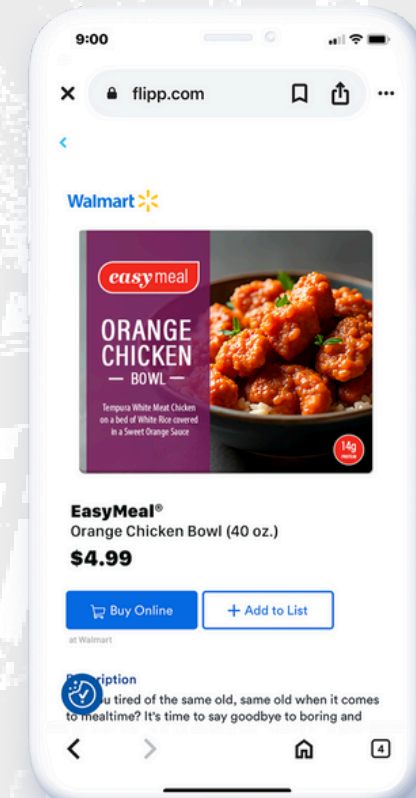 9:00
flipp.com
Walmart
easy meal
ORANGE
CHICKEN
— BOWL —
Tempura White Meat Chicken
on a bed of White Rice covered
in a Sweet Orange Sauce
14g
PROTEIN
EasyMeal®
Orange Chicken Bowl (40 oz.)
$4.99
Buy Online
+ Add to List
at Walmart
ription
u tired of the same old, same old when it comes
to mealtime? It's time to say goodbye to boring and
4